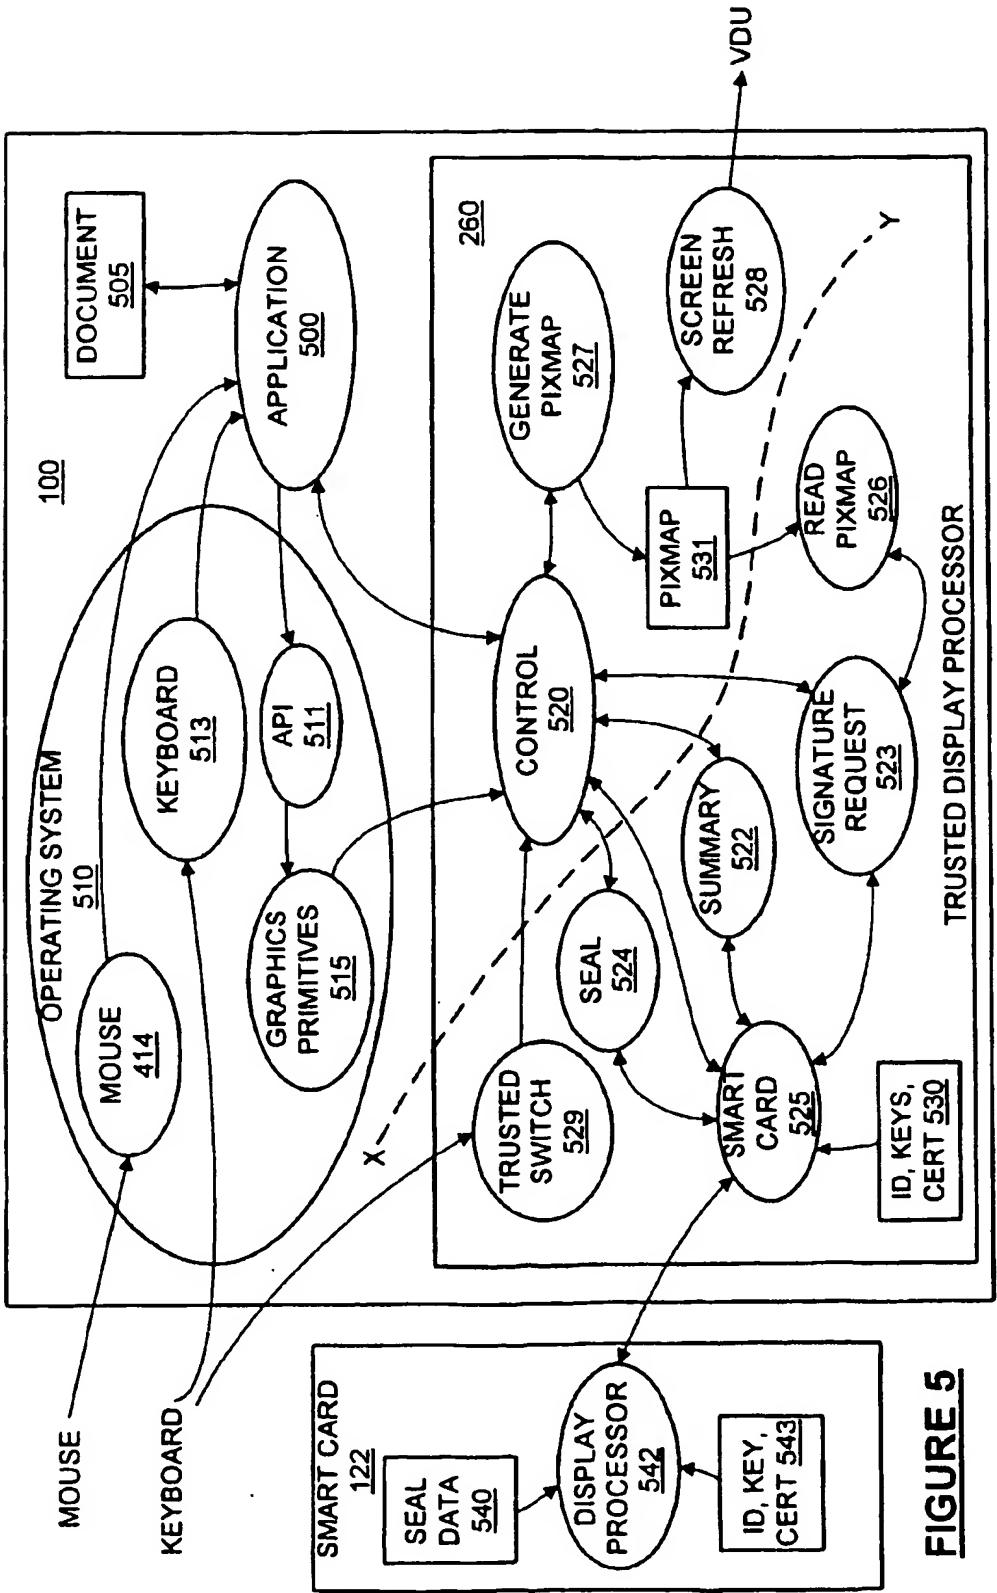 MOUSE
KEYBOARD
OPERATING SYSTEM
510
MOUSE
414
KEYBOARD
513
API
511
GRAPHICS
PRIMITIVES
515
100
DOCUMENT
505
APPLICATION
500
X
Y
260
TRUSTED
SWITCH
529
CONTROL
520
GENERATE
PIXMAP
527
SEAL
524
SUMMARY
522
PIXMAP
531
SCREEN
REFRESH
528
VDU
SMART
CARD
525
SIGNATURE
REQUEST
523
READ
PIXMAP
526
ID, KEYS,
CERT 530
TRUSTED DISPLAY PROCESSOR
SMART CARD
122
SEAL
DATA
540
DISPLAY
PROCESSOR
542
ID, KEY,
CERT 543
FIGURE 5